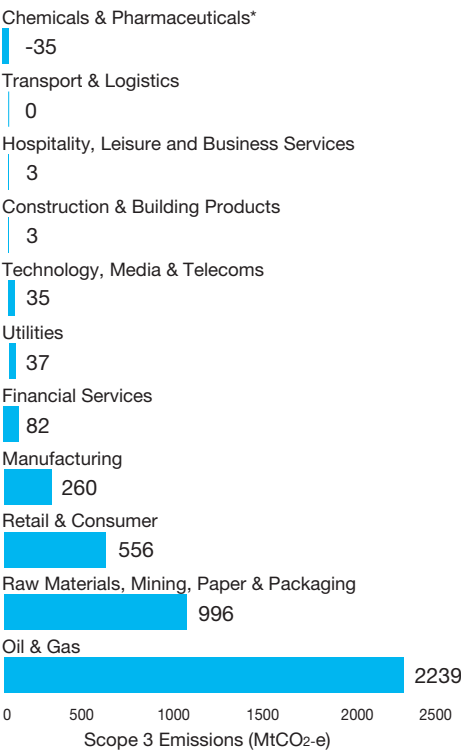 Chemicals & Pharmaceuticals*
-35
Transport & Logistics
0
Hospitality, Leisure and Business Services
3
Construction & Building Products
3
Technology, Media & Telecoms
35
Utilities
37
Financial Services
82
Manufacturing
260
Retail & Consumer
556
Raw Materials, Mining, Paper & Packaging
996
Oil & Gas
2239
0 500 1000 1500 2000 2500
Scope 3 Emissions (MtCO2-e)